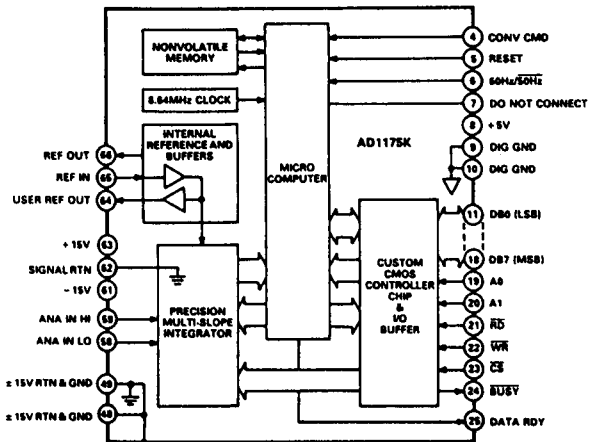 NONVOLATILE
MEMORY
8.64MHz CLOCK
INTERNAL
REFERENCE AND
BUFFERS
MICRO
COMPUTER
AD1175K
PRECISION
MULTI-SLOPE
INTEGRATOR
CUSTOM
CMOS
CONTROLLER
CHIP
&
I/O
BUFFER
REF OUT 66
REF IN 65
USER REF OUT 64
+ 15V 63
SIGNAL RTN 62
- 15V 61
ANA IN HI 59
ANA IN LO 58
± 15V RTN & GND 49
± 15V RTN & GND 48
4 CONV CMD
5 RESET
6 60Hz/50Hz
7 DO NOT CONNECT
8 + 5V
9 DIG GND
10 DIG GND
11 DB0 (LSB)
18 DB7 (MSB)
19 A0
20 A1
21 RD
22 WR
23 CS
24 BUSY
25 DATA RDY